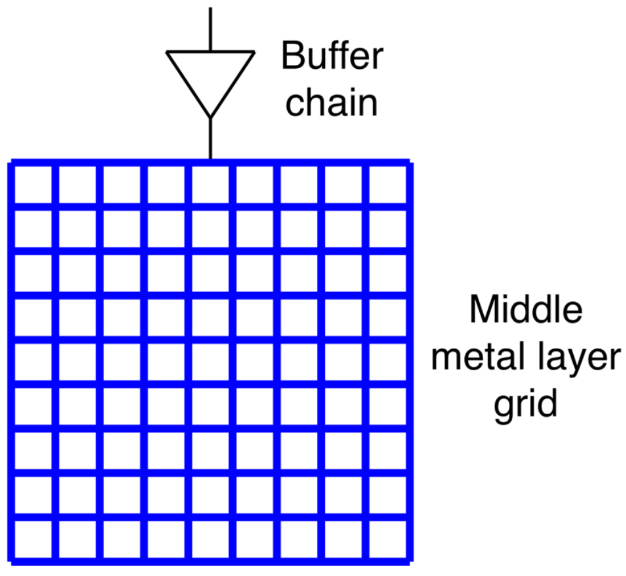 Buffer
chain
Middle
metal layer
grid